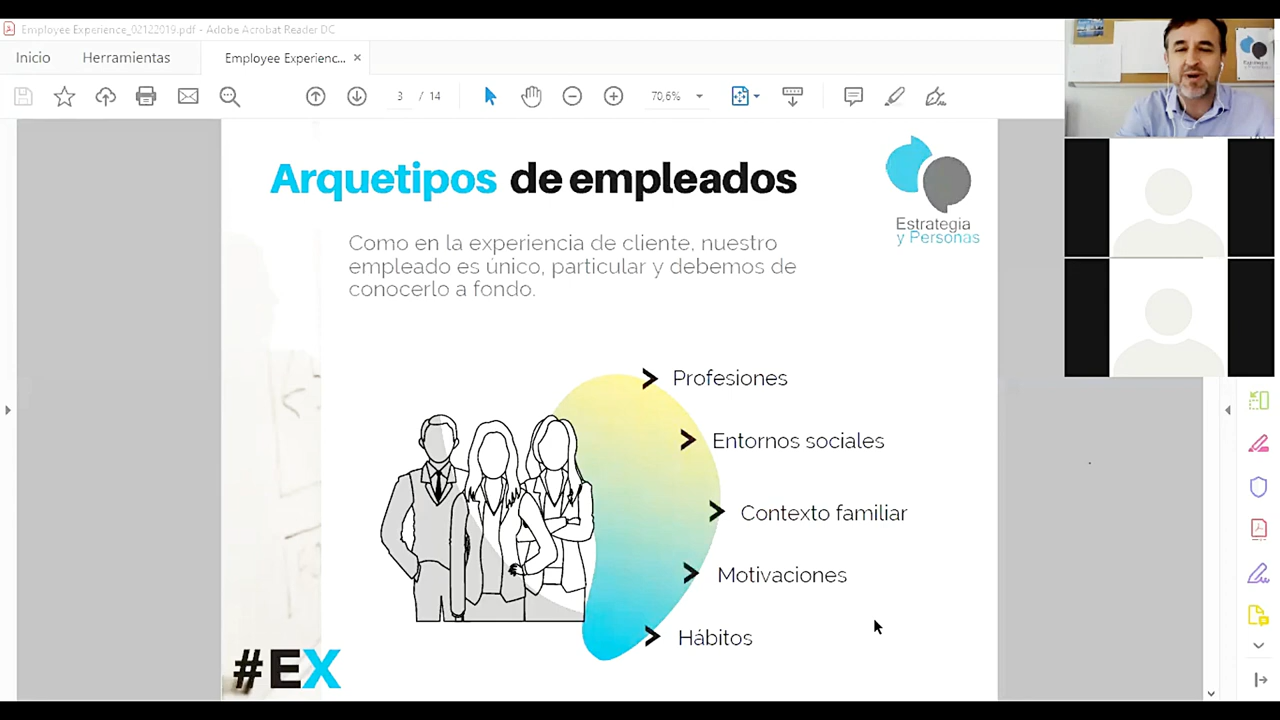 Employee Experience_02122019.pdf - Adobe Acrobat Reader DC
Inicio
Herramientas
Employee Experienc...
3 / 14
70,6%
Arquetipos de empleados
Estrategia
y Personas
Como en la experiencia de cliente, nuestro
empleado es único, particular y debemos de
conocerlo a fondo.
Profesiones
Entornos sociales
Contexto familiar
Motivaciones
Hábitos
#EX
Estrategia
y Personas